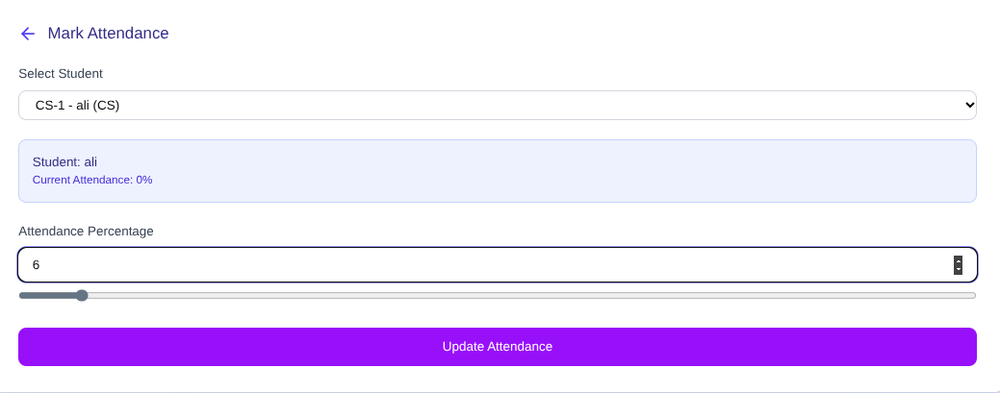 Mark Attendance
Select Student
CS-1 - ali (CS)
Student: ali
Current Attendance: 0%
Attendance Percentage
6
Update Attendance